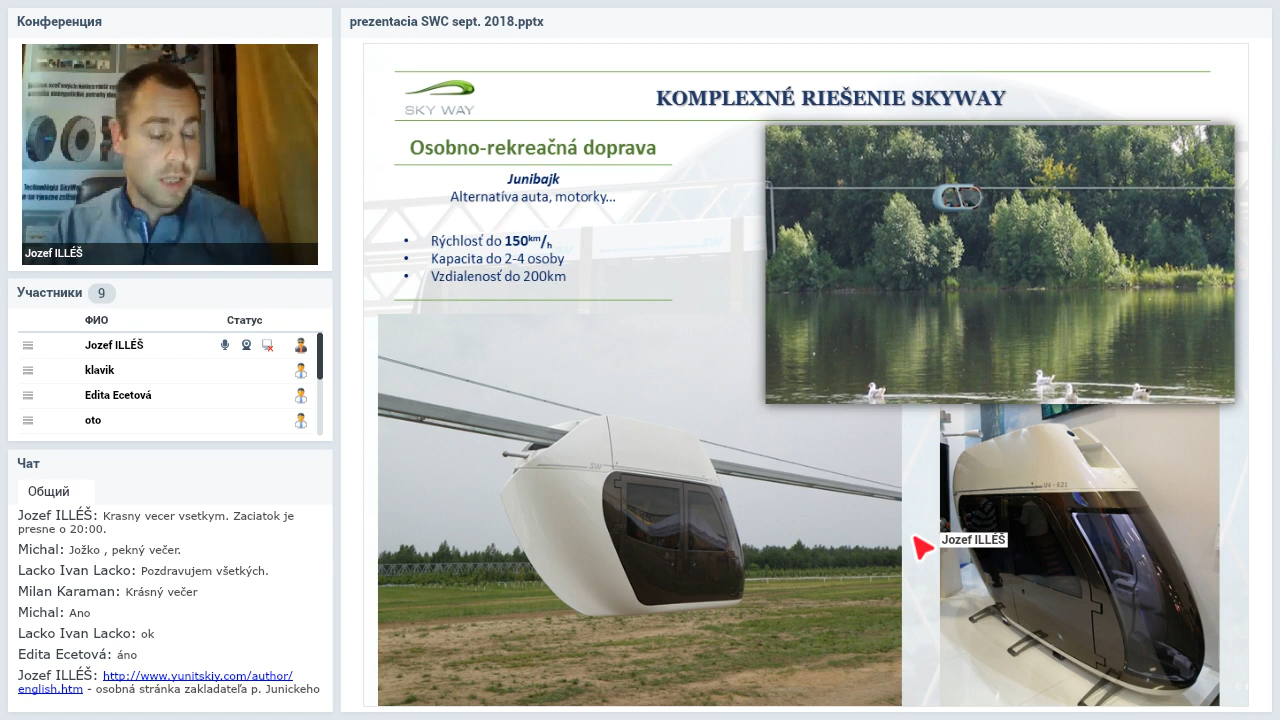 Конференция
Jozef ILLÉŠ
Участники 9
ФИО Статус
Jozef ILLÉŠ
klavik
Edita Ecetová
oto
Чат
Общий
Jozef ILLÉŠ: Krasny vecer vsetkym. Zaciatok je
presne o 20:00.
Michal: Jožko , pekný večer.
Lacko Ivan Lacko: Pozdravujem všetkých.
Milan Karaman: Krásný večer
Michal: Ano
Lacko Ivan Lacko: ok
Edita Ecetová: áno
Jozef ILLÉŠ: http://www.yunitskiy.com/author/
english.htm - osobná stránka zakladateľa p. Junického
prezentacia SWC sept. 2018.pptx
SKY WAY
KOMPLEXNÉ RIEŠENIE SKYWAY
Osobno-rekreačná doprava
Junibajk
Alternatíva auta, motorky...
• Rýchlosť do 150km/h
• Kapacita do 2-4 osoby
• Vzdialenosť do 200km
SW
Jozef ILLÉŠ